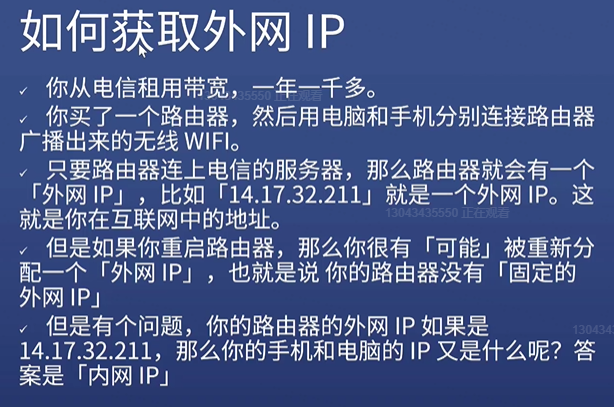 如何获取外网 IP
✓ 你从电信租用带宽，一年一千多。
✓ 你买了一个路由器，然后用电脑和手机分别连接路由器
广播出来的无线 WIFI。
✓ 只要路由器连上电信的服务器，那么路由器就会有一个
「外网 IP」，比如「14.17.32.211」就是一个外网 IP。这
就是你在互联网中的地址。
✓ 但是如果你重启路由器，那么你很有「可能」被重新分
配一个「外网 IP」，也就是说 你的路由器没有「固定的
外网 IP」
✓ 但是有个问题，你的路由器的外网 IP 如果是
14.17.32.211，那么你的手机和电脑的 IP 又是什么呢？答
案是「内网 IP」
13043435550 正在观看